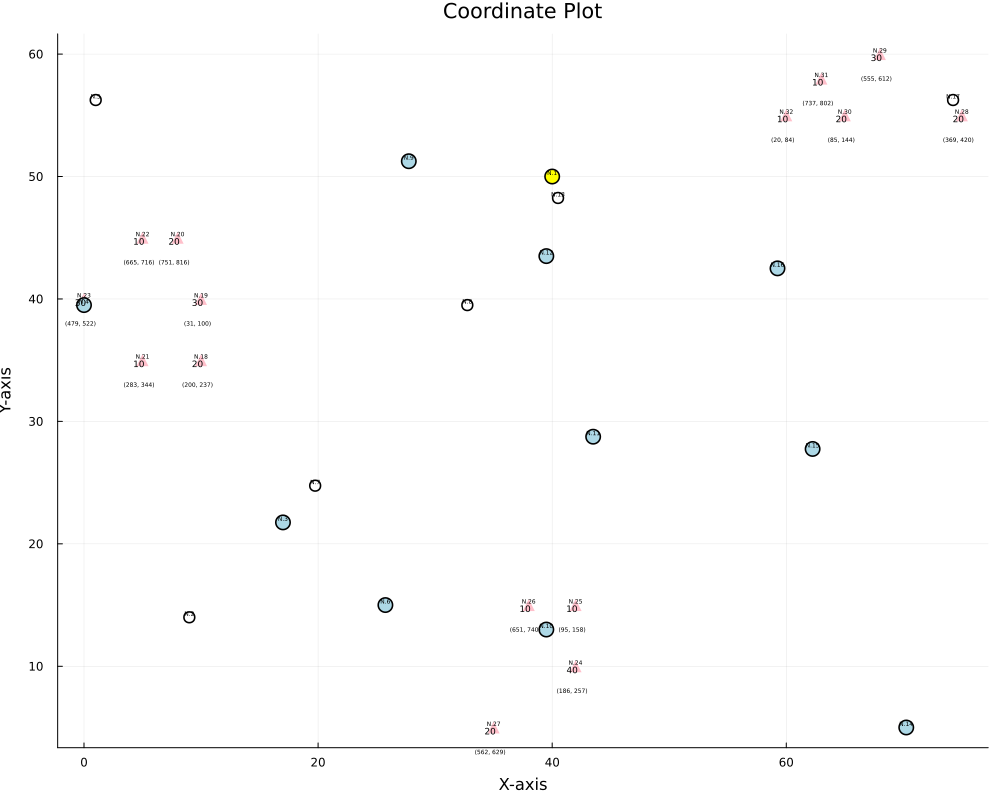 Coordinate Plot
60
50
40
30
20
10
Y-axis
N.29
30
(555, 612)
N.31
10
(737, 802)
N.32
10
(20, 84)
N.30
20
(85, 144)
N.28
20
(369, 420)
N.22
10
(665, 716)
N.20
20
(751, 816)
N.23
(479, 522)
N.19
30
(31, 100)
N.21
10
(283, 344)
N.18
20
(200, 237)
N.26
10
(651, 740)
N.25
10
(95, 158)
N.24
40
(186, 257)
N.27
20
(562, 629)
0
20
40
60
X-axis